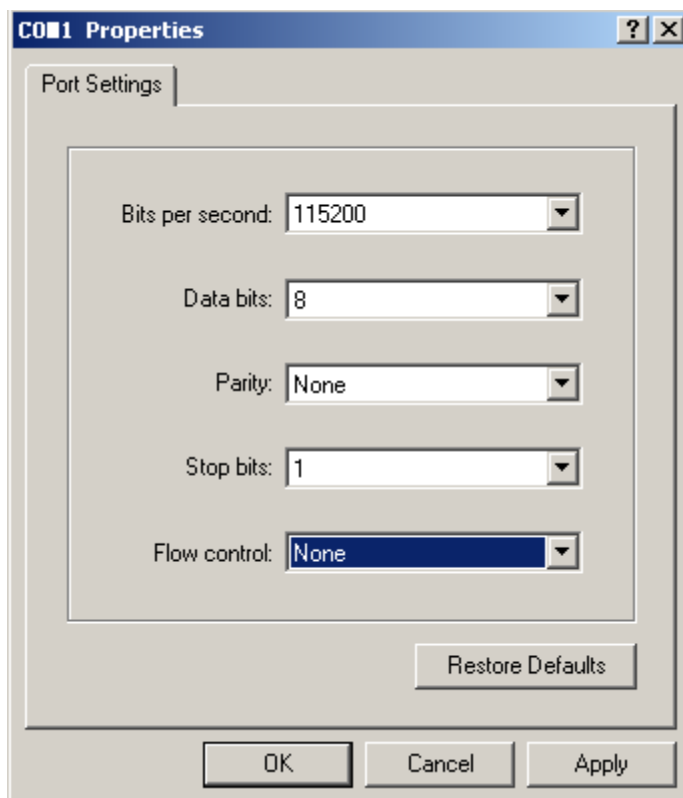 COM1 Properties
Port Settings
Bits per second: 115200
Data bits: 8
Parity: None
Stop bits: 1
Flow control: None
Restore Defaults
OK Cancel Apply